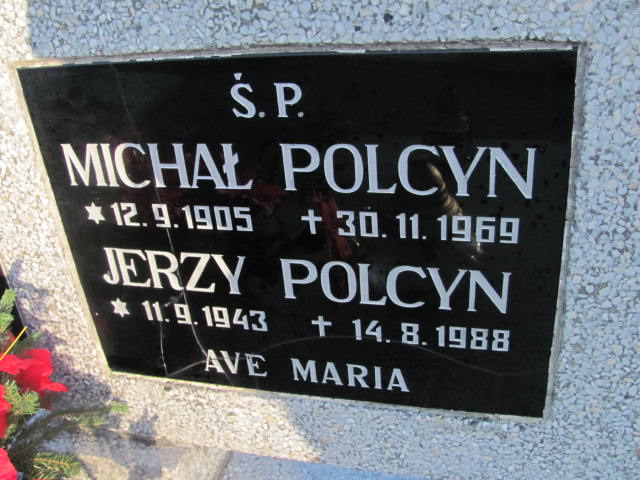 Ś.P.
MICHAŁ POLCYN
* 12.9.1905 † 30.11.1969
JERZY POLCYN
* 11.9.1943 † 14.8.1988
AVE MARIA